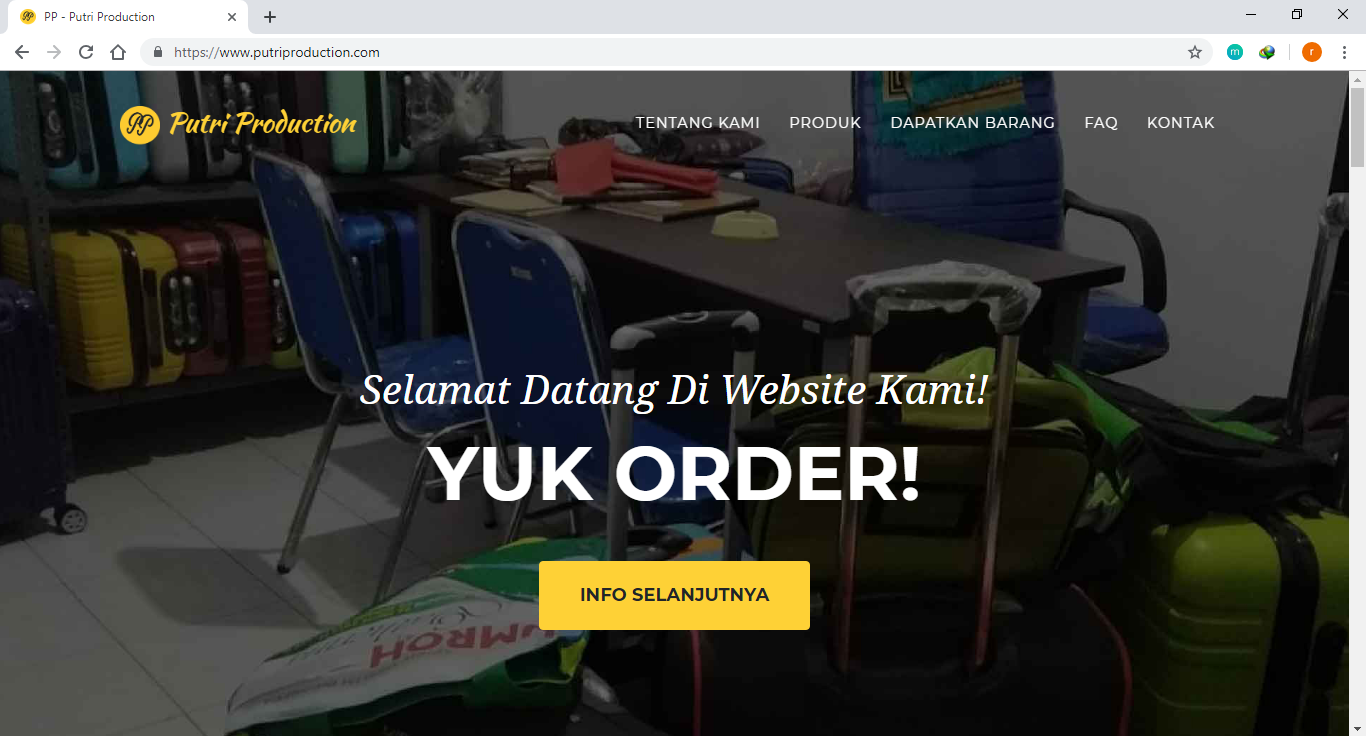 PP - Putri Production
https://www.putriproduction.com
m
r
PP Putri Production
TENTANG KAMI PRODUK DAPATKAN BARANG FAQ KONTAK
Selamat Datang Di Website Kami!
YUK ORDER!
INFO SELANJUTNYA
UMROH